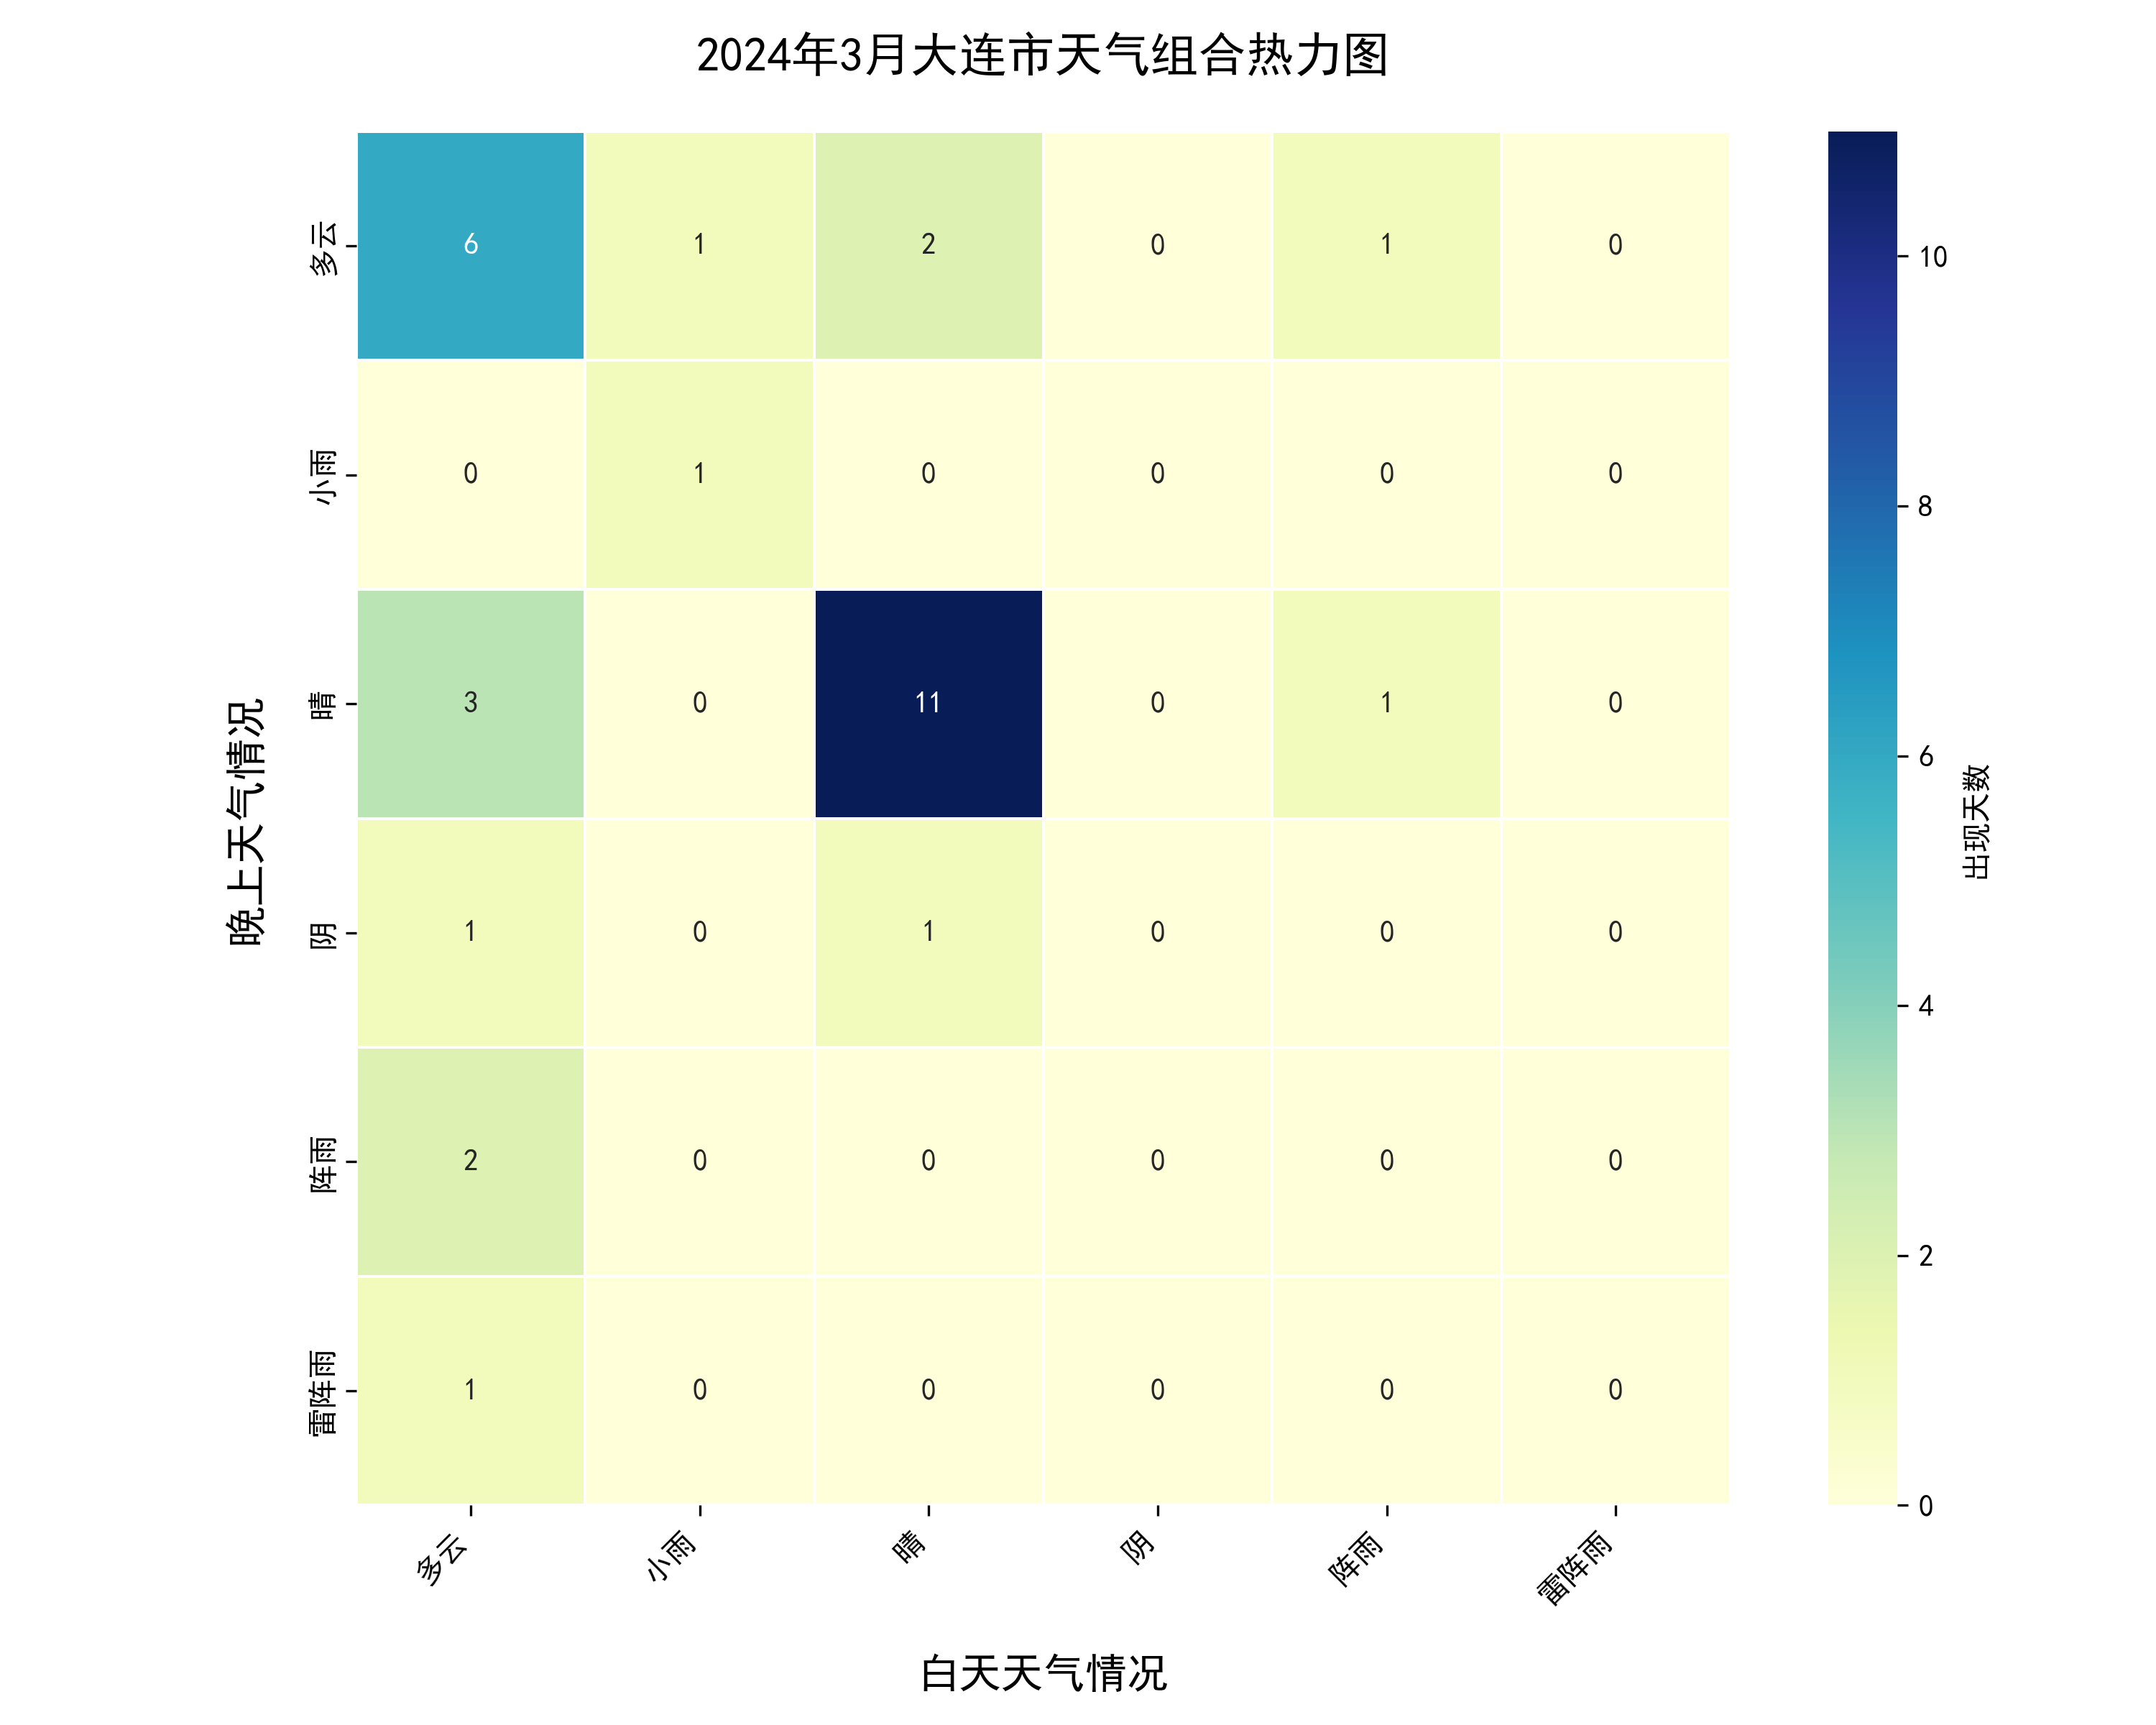 2024年3月大连市天气组合热力图
晚上天气情况
多云 6 1 2 0 1 0
小雨 0 1 0 0 0 0
晴 3 0 11 0 1 0
阴 1 0 1 0 0 0
阵雨 2 0 0 0 0 0
雷阵雨 1 0 0 0 0 0
多云 小雨 晴 阴 阵雨 雷阵雨
白天天气情况
10
8
6
4
2
0
出现天数